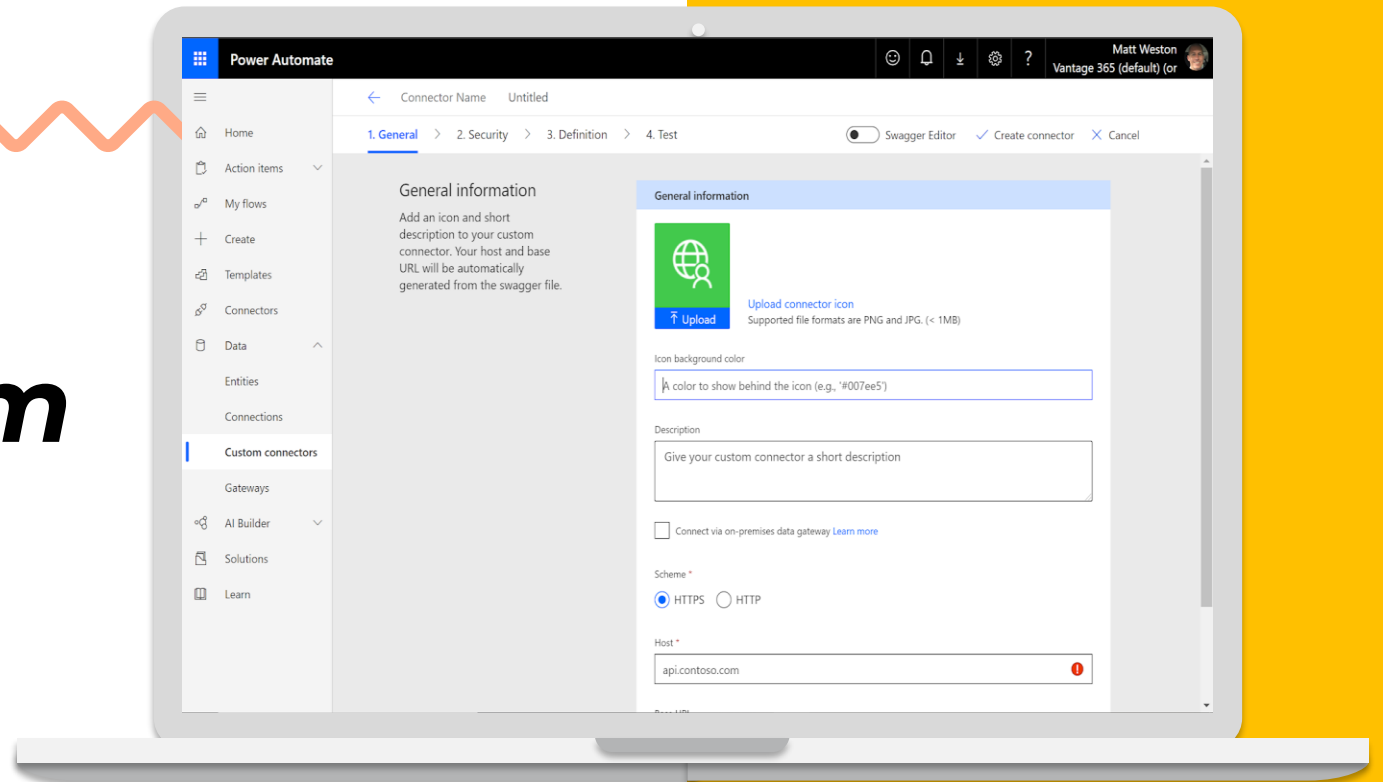 Power Automate
?
Matt Weston
Vantage 365 (default) (or
Connector Name Untitled
1. General > 2. Security > 3. Definition > 4. Test
Swagger Editor Create connector Cancel
Home
Action items
My flows
Create
Templates
Connectors
Data
Entities
Connections
Custom connectors
Gateways
AI Builder
Solutions
Learn
m
General information
Add an icon and short
description to your custom
connector. Your host and base
URL will be automatically
generated from the swagger file.
General information
Upload
Upload connector icon
Supported file formats are PNG and JPG. (< 1MB)
Icon background color
A color to show behind the icon (e.g., '#007ee5')
Description
Give your custom connector a short description
Connect via on-premises data gateway Learn more
Scheme *
HTTPS HTTP
Host *
api.contoso.com